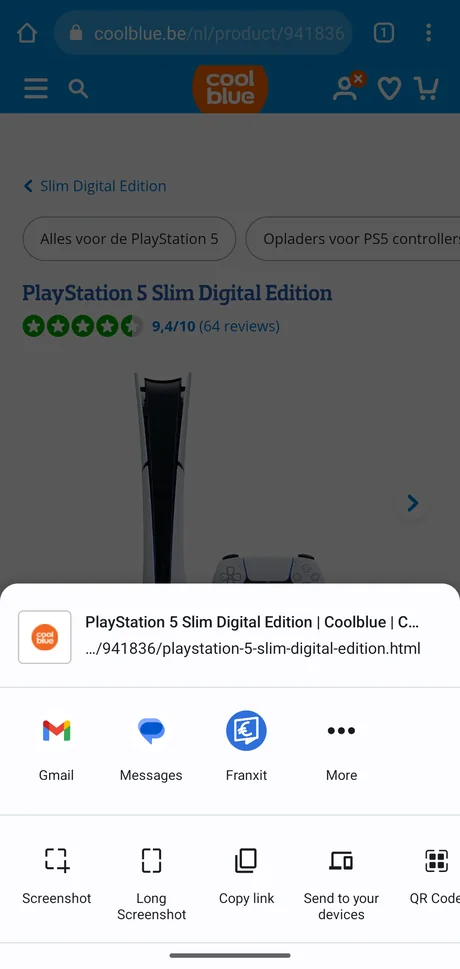 coolblue.be/nl/product/941836
1
cool
blue
Slim Digital Edition
Alles voor de PlayStation 5
Opladers voor PS5 controllers
PlayStation 5 Slim Digital Edition
9,4/10 (64 reviews)
cool
blue
PlayStation 5 Slim Digital Edition | Coolblue | C...
.../941836/playstation-5-slim-digital-edition.html
Gmail
Messages
Franxit
More
Screenshot
Long
Screenshot
Copy link
Send to your
devices
QR Code